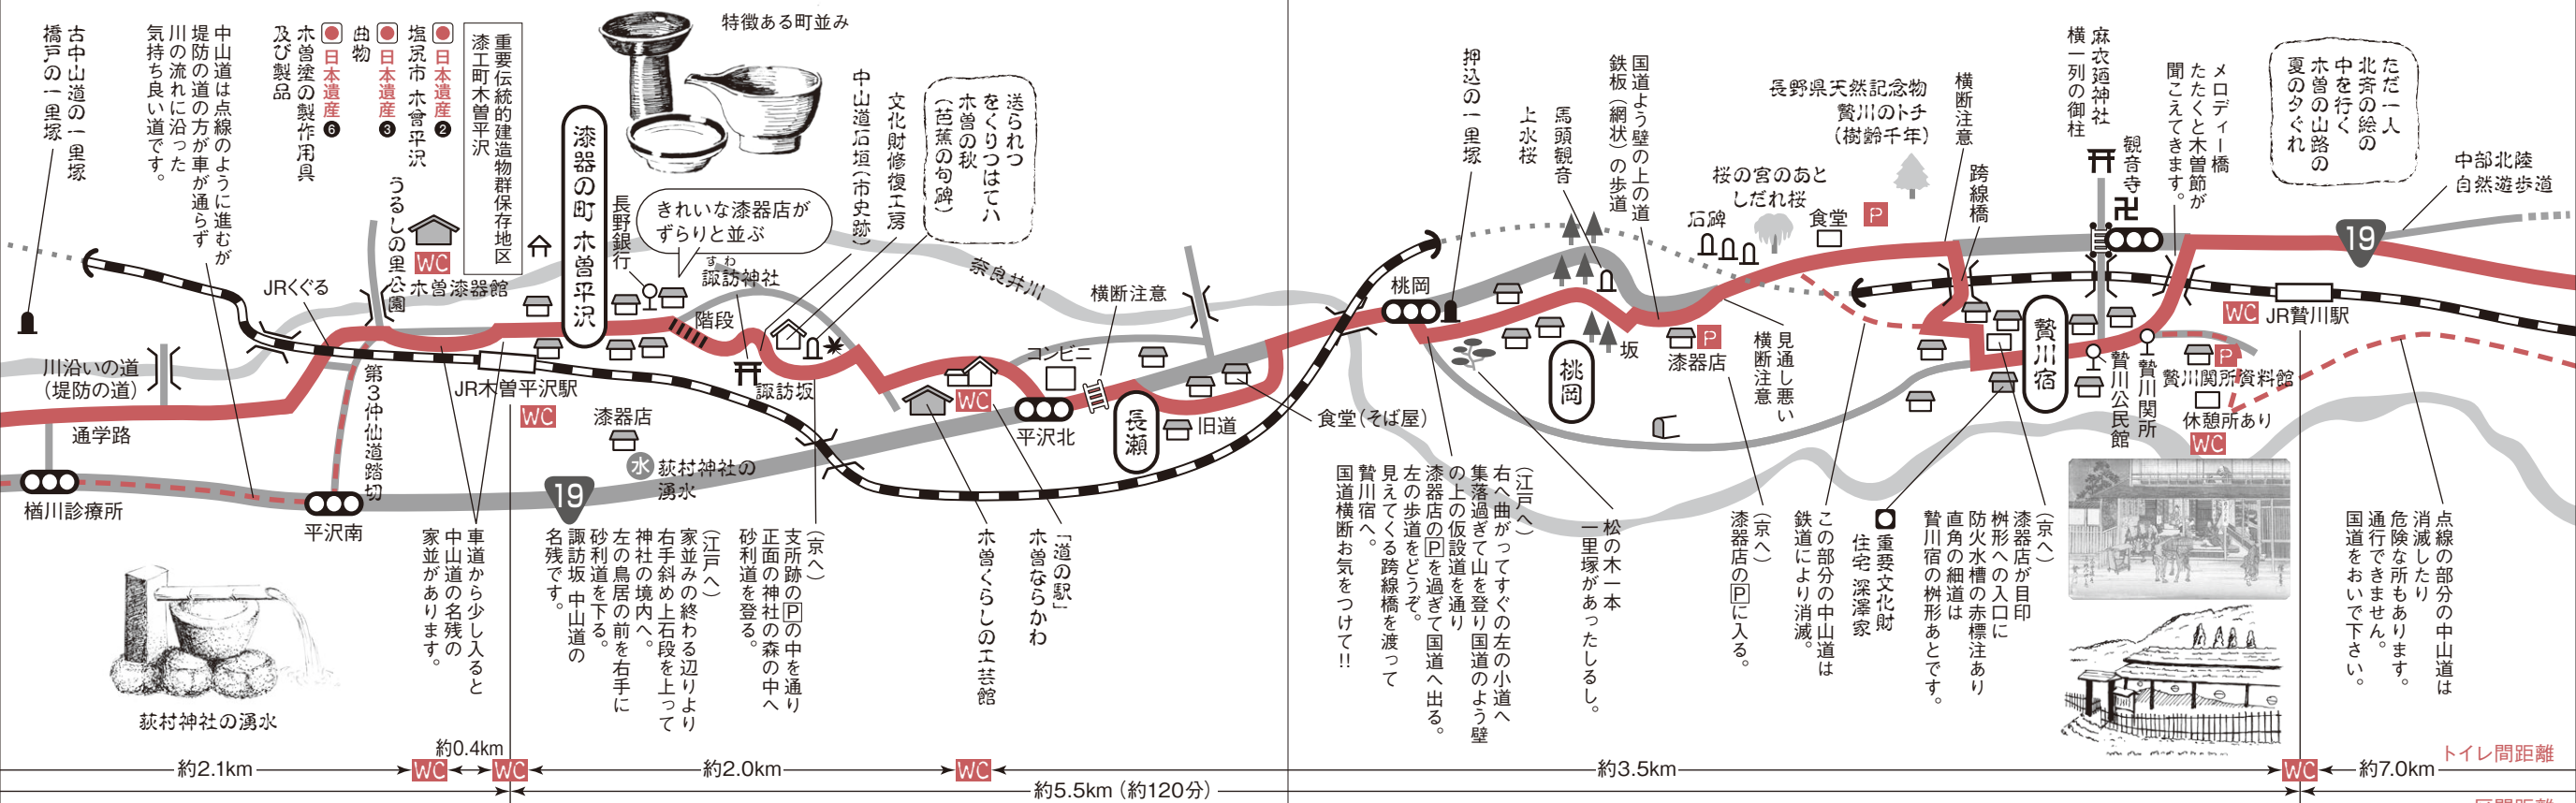 ただ一人
北斉の絵の
中を行く
木曽の山路の
夏の夕ぐれ
中部北陸
自然遊歩道
19
メロディー橋
たたくと木曽節が
聞こえてきます。
観音寺
麻衣廼神社
横一列の御柱
跨線橋
横断注意
長野県天然記念物
贄川のトチ
(樹齢千年)
P
食堂
桜の宮のあと
しだれ桜
石碑
国道よう壁の上の道
鉄板(網状)の歩道
馬頭観音
上水桜
押込の一里塚
桃岡
WC
JR贄川駅
贄川宿
P
贄川関所資料館
休憩所あり
WC
贄川関所
贄川公民館
見通し悪い
横断注意
P
漆器店
坂
桃岡
点線の部分の中山道は
消滅したり
危険な所もあります。
通行できません。
国道をおいで下さい。
(京へ)
漆器店が目印
桝形への入口に
防火水槽の赤標注あり
直角の細道は
贄川宿の桝形あとです。
重要文化財
住宅 深澤家
この部分の中山道は
鉄道により消滅。
(京へ)
漆器店のPに入る。
松の木一本
一里塚があったしるし。
(江戸へ)
右へ曲がってすぐの左の小道へ
集落過ぎて山を登り国道のよう壁
の上の仮設道を通り
漆器店のPを過ぎて国道へ出る。
左の歩道をどうぞ。
見えてくる跨線橋を渡って
贄川宿へ。
国道横断お気をつけて!!
特徴ある町並み
送られつ
をくりつはてハ
木曽の秋
(芭蕉の句碑)
文化財修復工房
中山道石垣(市史跡)
きれいな漆器店が
ずらりと並ぶ
すわ
諏訪神社
長野銀行
漆器の町 木曽平沢
重要伝統的建造物群保存地区
漆工町木曽平沢
日本遺産❷
塩尻市 木曾平沢
日本遺産❸
曲物
日本遺産❻
木曽塗の製作用具
及び製品
うるしの里公園
WC
木曽漆器館
中山道は点線のように進むが
堤防の道の方が車が通らず
川の流れに沿った
気持ち良い道です。
古中山道の一里塚
橋戸の一里塚
JRくぐる
奈良井川
横断注意
階段
コンビニ
諏訪坂
WC
平沢北
長瀬
旧道
食堂(そば屋)
JR木曽平沢駅
WC
漆器店
水
荻村神社の
湧水
19
第3仲仙道踏切
川沿いの道
(堤防の道)
通学路
楢川診療所
平沢南
「道の駅」
木曽ならかわ
木曽くらしの工芸館
(京へ)
支所跡のPの中を通り
正面の神社の森の中へ
砂利道を登る。
(江戸へ)
家並みの終わる辺りより
右手斜め上石段を上って
神社の境内へ。
左の鳥居の前を右手に
砂利道を下る。
諏訪坂 中山道の
名残です。
車道から少し入ると
中山道の名残の
家並があります。
荻村神社の湧水
トイレ間距離
約2.1km
WC
約0.4km
WC
約2.0km
WC
約3.5km
WC
約7.0km
約5.5km(約120分)